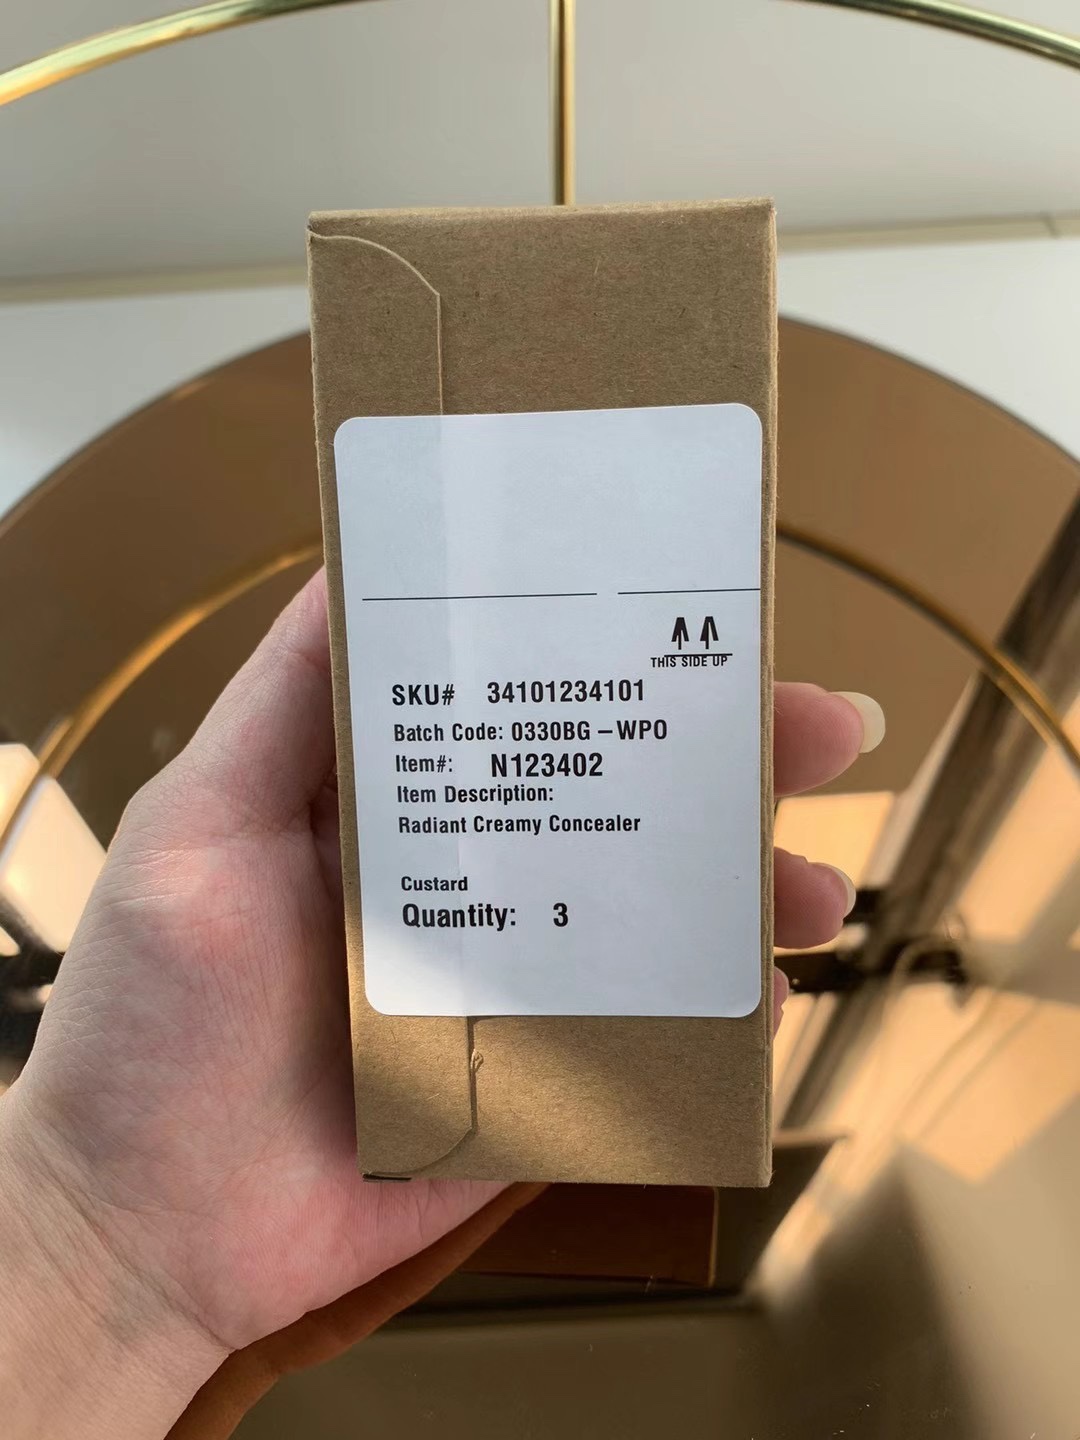 THIS SIDE UP
SKU# 34101234101
Batch Code: 0330BG –WPO
Item#: N123402
Item Description:
Radiant Creamy Concealer
Custard
Quantity: 3